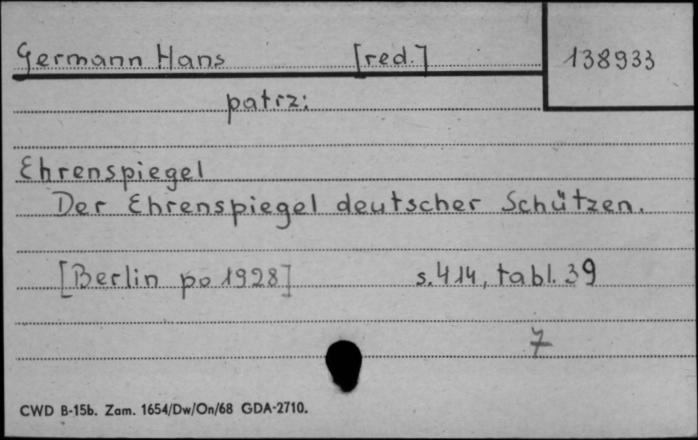 Germann Hans [red.] 138933
patrz:
Ehrenspiegel
Der Ehrenspiegel deutscher Schützen.
[Berlin po 1928] s. 414, tabl. 39
7
CWD B-15b. Zam. 1654/Dw/On/68 GDA-2710.